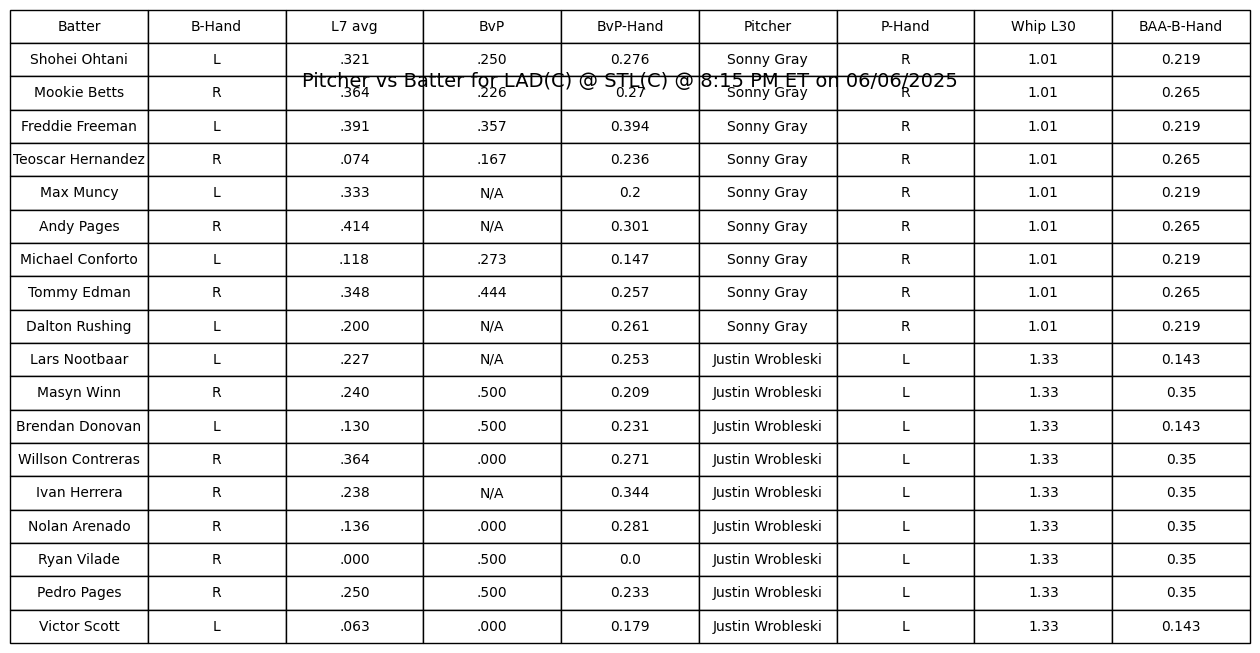 Batter B-Hand L7 avg BvP BvP-Hand Pitcher P-Hand Whip L30 BAA-B-Hand
Shohei Ohtani L .321 .250 0.276 Sonny Gray R 1.01 0.219
Pitcher vs Batter for LAD(C) @ STL(C) @ 8:15 PM ET on 06/06/2025
Mookie Betts R .364 .226 0.27 Sonny Gray R 1.01 0.265
Freddie Freeman L .391 .357 0.394 Sonny Gray R 1.01 0.219
Teoscar Hernandez R .074 .167 0.236 Sonny Gray R 1.01 0.265
Max Muncy L .333 N/A 0.2 Sonny Gray R 1.01 0.219
Andy Pages R .414 N/A 0.301 Sonny Gray R 1.01 0.265
Michael Conforto L .118 .273 0.147 Sonny Gray R 1.01 0.219
Tommy Edman R .348 .444 0.257 Sonny Gray R 1.01 0.265
Dalton Rushing L .200 N/A 0.261 Sonny Gray R 1.01 0.219
Lars Nootbaar L .227 N/A 0.253 Justin Wrobleski L 1.33 0.143
Masyn Winn R .240 .500 0.209 Justin Wrobleski L 1.33 0.35
Brendan Donovan L .130 .500 0.231 Justin Wrobleski L 1.33 0.143
Willson Contreras R .364 .000 0.271 Justin Wrobleski L 1.33 0.35
Ivan Herrera R .238 N/A 0.344 Justin Wrobleski L 1.33 0.35
Nolan Arenado R .136 .000 0.281 Justin Wrobleski L 1.33 0.35
Ryan Vilade R .000 .500 0.0 Justin Wrobleski L 1.33 0.35
Pedro Pages R .250 .500 0.233 Justin Wrobleski L 1.33 0.35
Victor Scott L .063 .000 0.179 Justin Wrobleski L 1.33 0.143